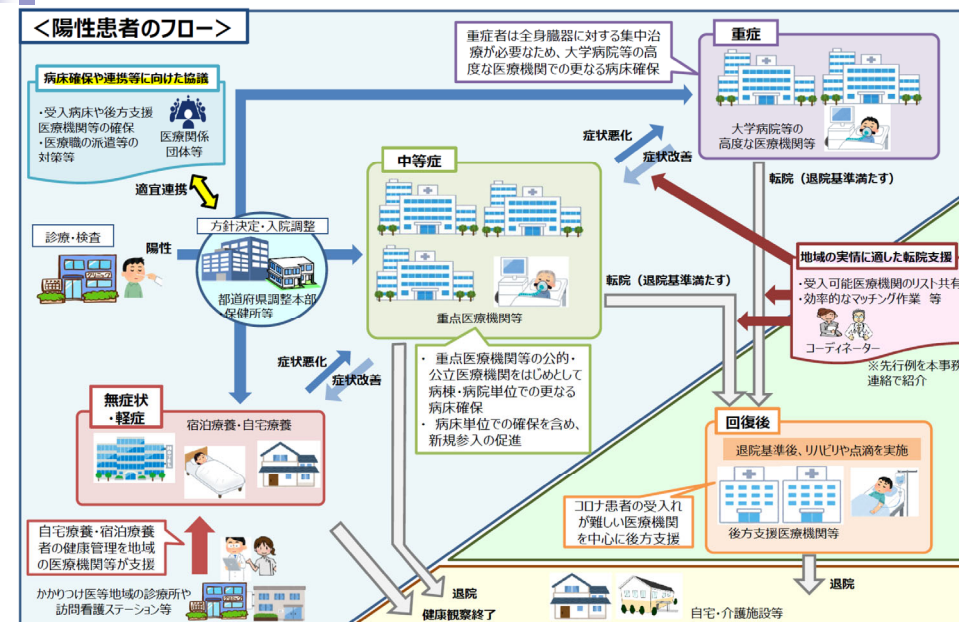 <陽性患者のフロー>
病床確保や連携等に向けた協議
・受入病床や後方支援
医療機関等の確保
・医療職の派遣等の
対策等
医療関係
団体等
適宜連携
診療・検査
クリニック
陽性
方針決定・入院調整
都道府県調整本部
・保健所等
重症者は全身臓器に対する集中治
療が必要なため、大学病院等の高
度な医療機関での更なる病床確保
重症
大学病院等の
高度な医療機関等
症状悪化
症状改善
中等症
重点医療機関等
・ 重点医療機関等の公的・
公立医療機関をはじめとして
病棟・病院単位での更なる
病床確保
・ 病床単位での確保を含め、
新規参入の促進
転院（退院基準満たす）
転院（退院基準満たす）
地域の実情に適した転院支援
・受入可能医療機関のリスト共有
・効率的なマッチング作業 等
コーディネーター
※先行例を本事務
連絡で紹介
症状悪化
症状改善
無症状
・軽症
宿泊療養・自宅療養
自宅療養・宿泊療養
者の健康管理を地域
の医療機関等が支援
かかりつけ医等地域の診療所や
訪問看護ステーション等
回復後
退院基準後、リハビリや点滴を実施
後方支援医療機関等
コロナ患者の受入れ
が難しい医療機関
を中心に後方支援
退院
退院
健康観察終了
自宅・介護施設等